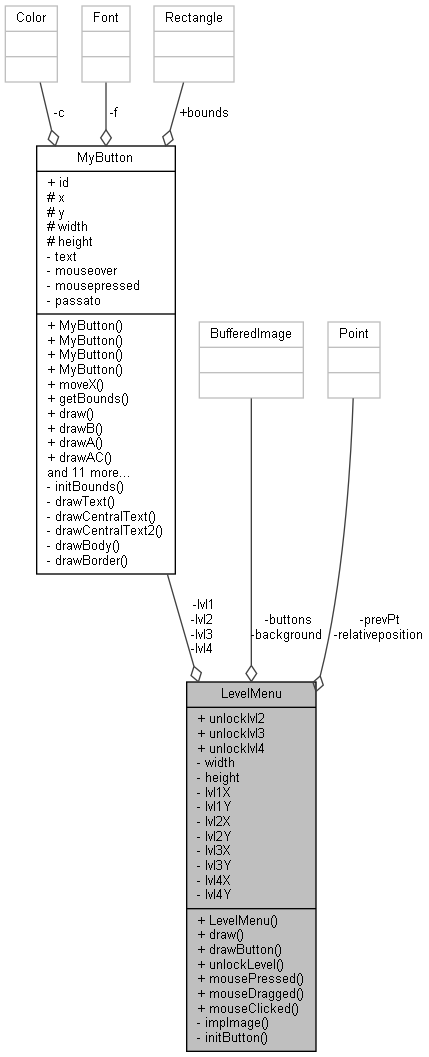 Color
Font
Rectangle
-c
-f
+bounds
MyButton
+ id
# x
# y
# width
# height
- text
- mouseover
- mousepressed
- passato
+ MyButton()
+ MyButton()
+ MyButton()
+ MyButton()
+ moveX()
+ getBounds()
+ draw()
+ drawB()
+ drawA()
+ drawAC()
and 11 more...
- initBounds()
- drawText()
- drawCentralText()
- drawCentralText2()
- drawBody()
- drawBorder()
BufferedImage
Point
-lvl1
-lvl2
-lvl3
-lvl4
-buttons
-background
-prevPt
-relativeposition
LevelMenu
+ unlocklvl2
+ unlocklvl3
+ unlocklvl4
- width
- height
- lvl1X
- lvl1Y
- lvl2X
- lvl2Y
- lvl3X
- lvl3Y
- lvl4X
- lvl4Y
+ LevelMenu()
+ draw()
+ drawButton()
+ unlockLevel()
+ mousePressed()
+ mouseDragged()
+ mouseClicked()
- impImage()
- initButton()